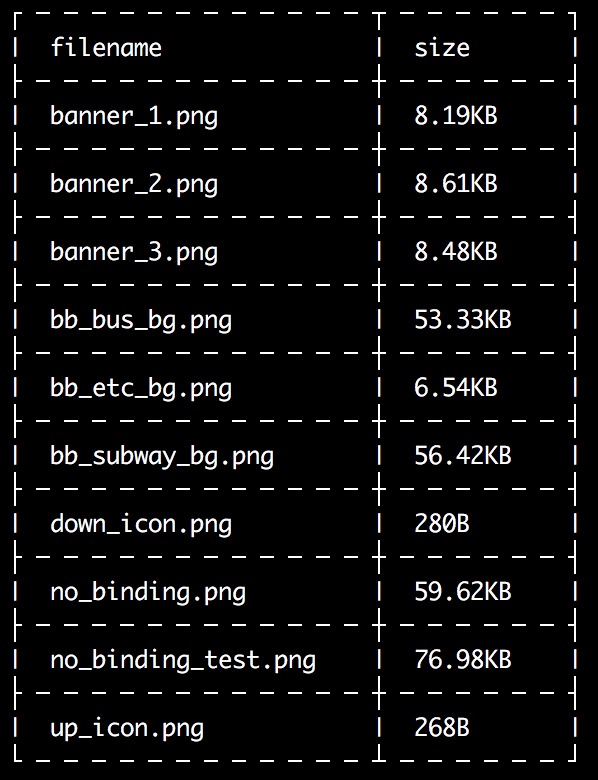 filename size
banner_1.png 8.19KB
banner_2.png 8.61KB
banner_3.png 8.48KB
bb_bus_bg.png 53.33KB
bb_etc_bg.png 6.54KB
bb_subway_bg.png 56.42KB
down_icon.png 280B
no_binding.png 59.62KB
no_binding_test.png 76.98KB
up_icon.png 268B